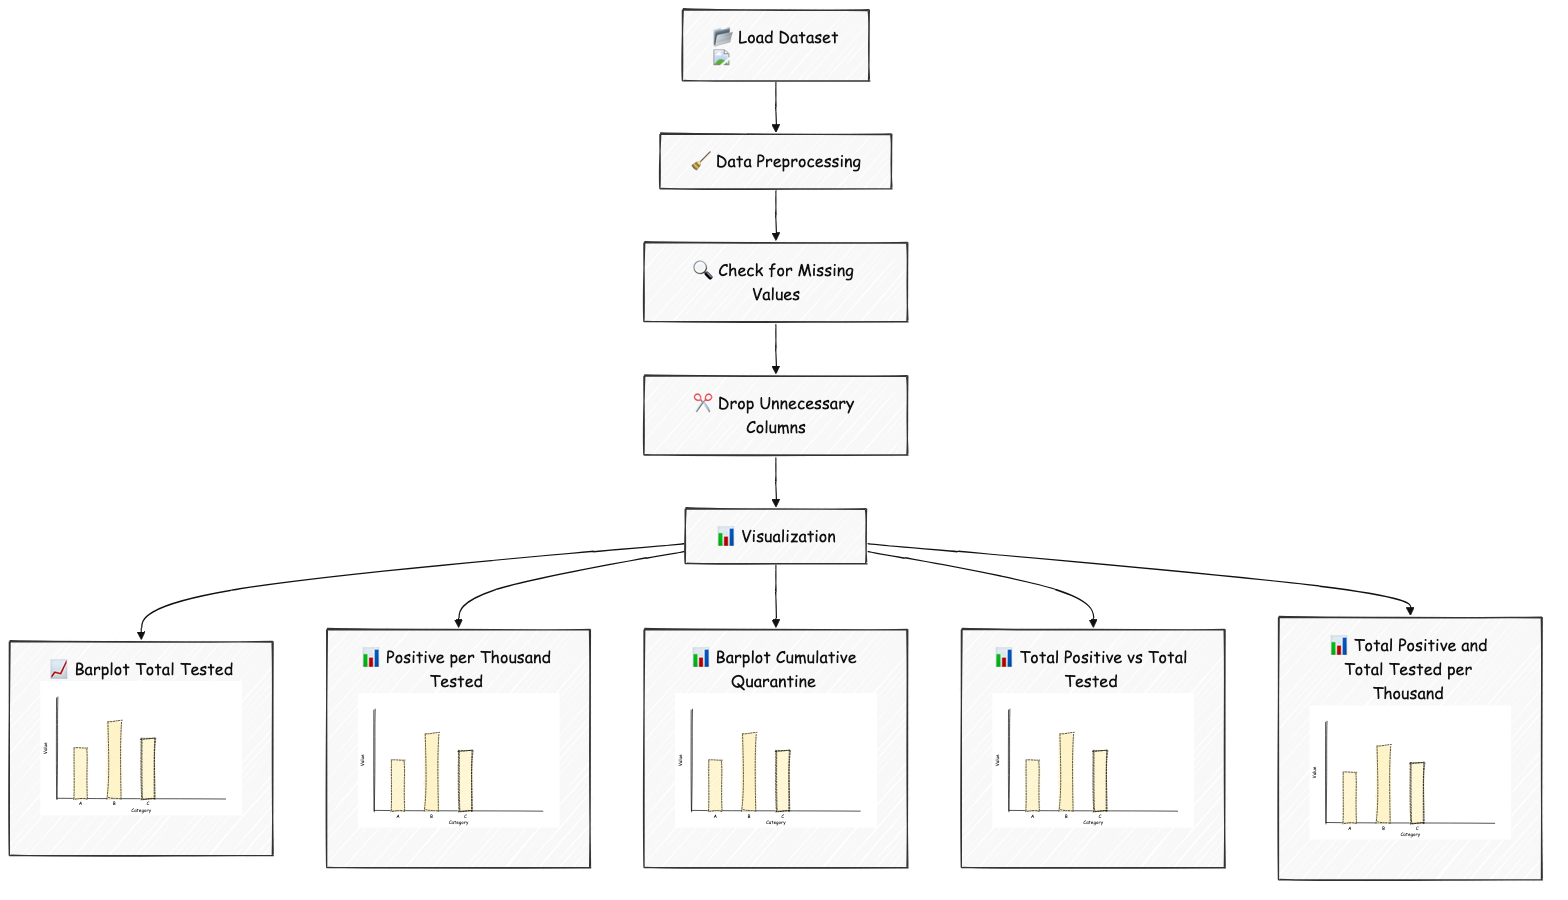 Load Dataset
Data Preprocessing
Check for Missing
Values
Drop Unnecessary
Columns
Visualization
Barplot Total Tested
Value
A B C
Category
Positive per Thousand
Tested
Value
A B C
Category
Barplot Cumulative
Quarantine
Value
A B C
Category
Total Positive vs Total
Tested
Value
A B C
Category
Total Positive and
Total Tested per
Thousand
Value
A B C
Category